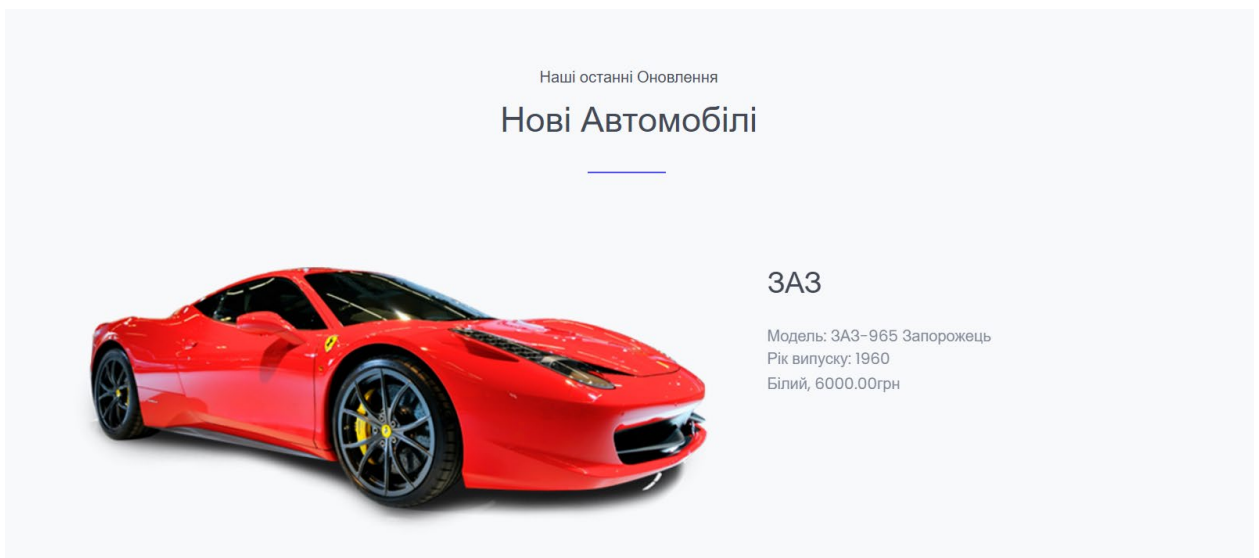 Наші останні Оновлення
Нові Автомобілі
ЗАЗ
Модель: ЗАЗ-965 Запорожець
Рік випуску: 1960
Білий, 6000.00грн